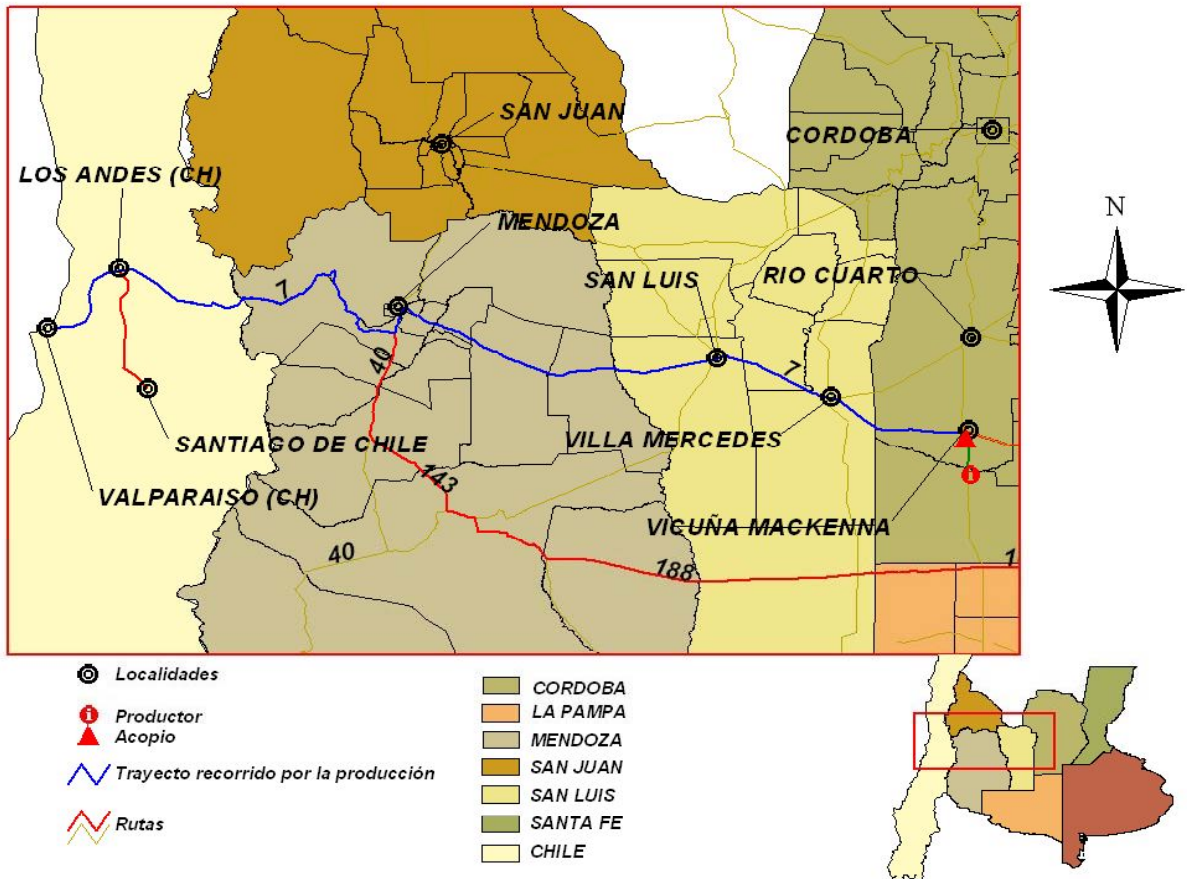 SAN JUAN
CORDOBA
LOS ANDES (CH)
N
MENDOZA
SAN LUIS
RIO CUARTO
7
7
40
SANTIAGO DE CHILE
VILLA MERCEDES
143
VALPARAISO (CH)
VICUÑA MACKENNA
40
188
1
Localidades
Productor
Acopio
Trayecto recorrido por la producción
Rutas
CORDOBA
LA PAMPA
MENDOZA
SAN JUAN
SAN LUIS
SANTA FE
CHILE